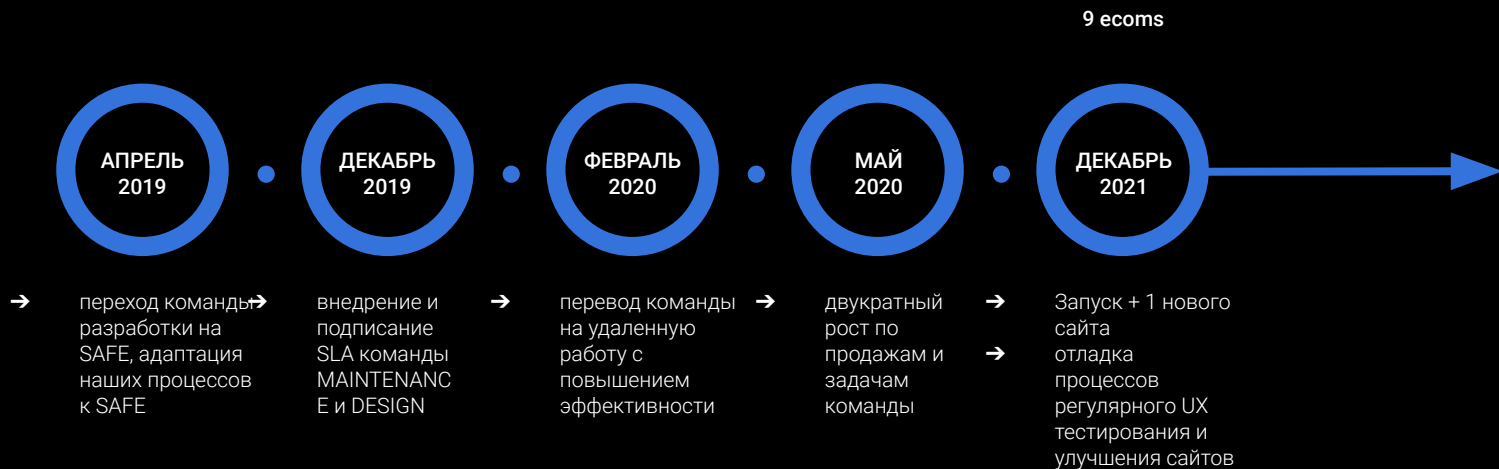 9 ecoms
АПРЕЛЬ
2019
ДЕКАБРЬ
2019
ФЕВРАЛЬ
2020
МАЙ
2020
ДЕКАБРЬ
2021
➔ переход команды
разработки на
SAFE, адаптация
наших процессов
к SAFE
➔ внедрение и
подписание
SLA команды
MAINTENANC
E и DESIGN
➔ перевод команды
на удаленную
работу с
повышением
эффективности
➔ двукратный
рост по
продажам и
задачам
команды
➔ Запуск + 1 нового
сайта
➔ отладка
процессов
регулярного UX
тестирования и
улучшения сайтов